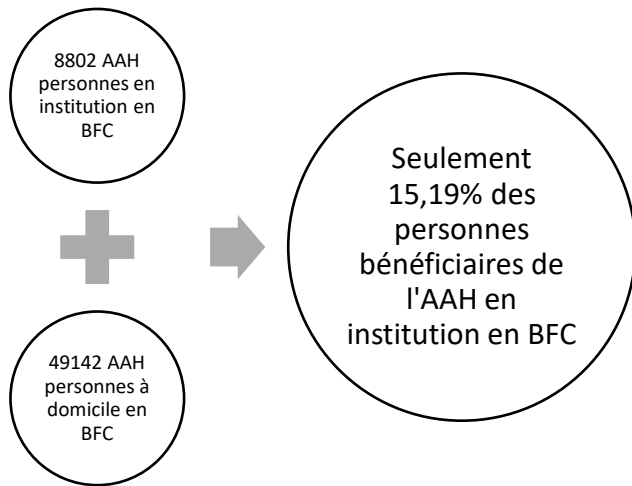 8802 AAH
personnes en
institution en
BFC
49142 AAH
personnes à
domicile en
BFC
Seulement
15,19% des
personnes
bénéficiaires de
l'AAH en
institution en BFC